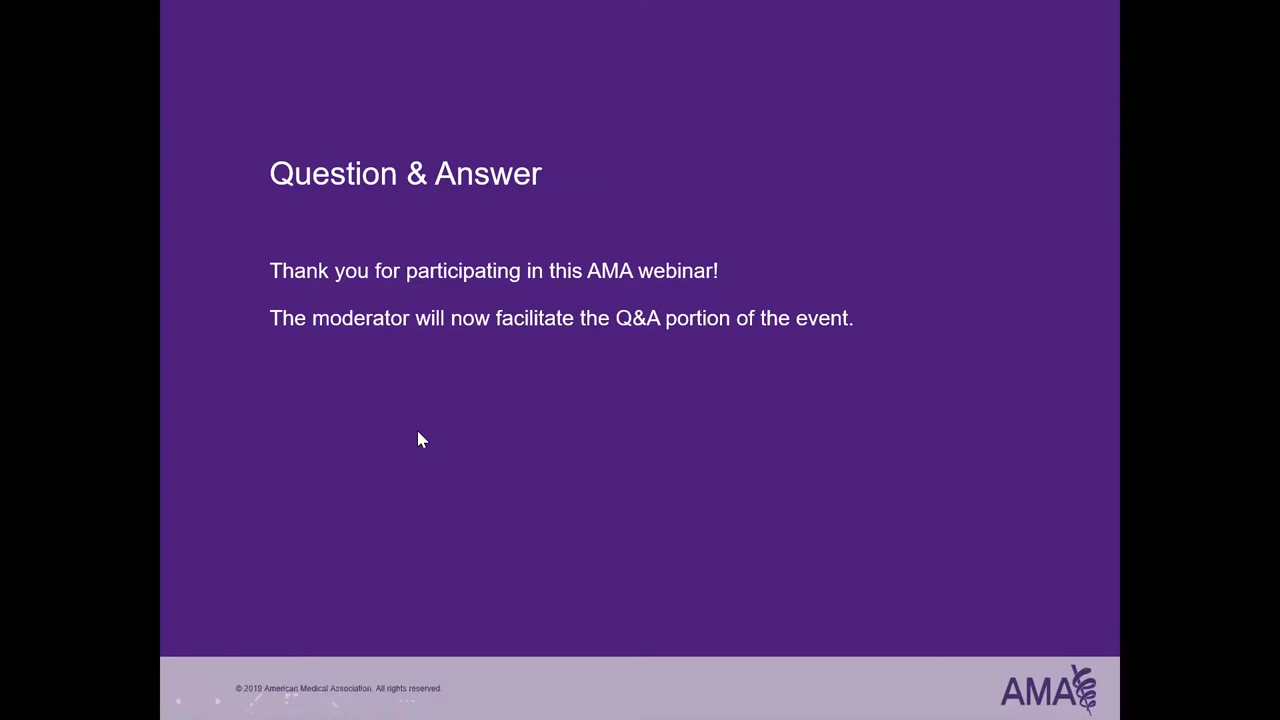 Question & Answer
Thank you for participating in this AMA webinar!
The moderator will now facilitate the Q&A portion of the event.
© 2019 American Medical Association. All rights reserved.
AMA